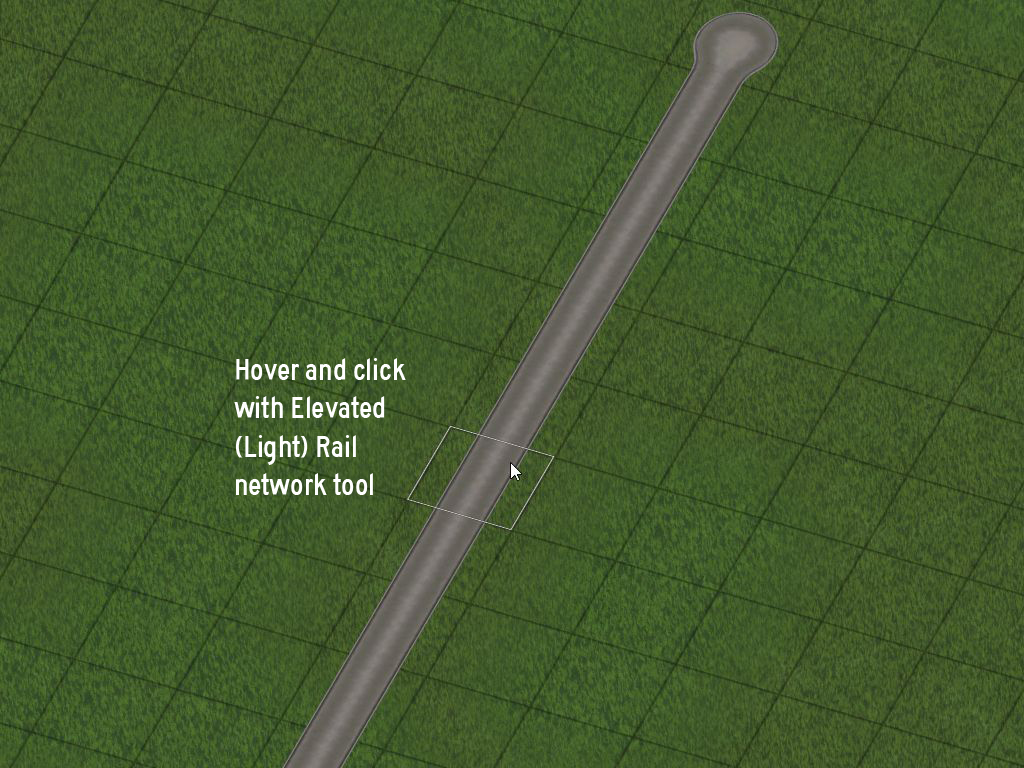 Hover and click
with Elevated
(Light) Rail
network tool